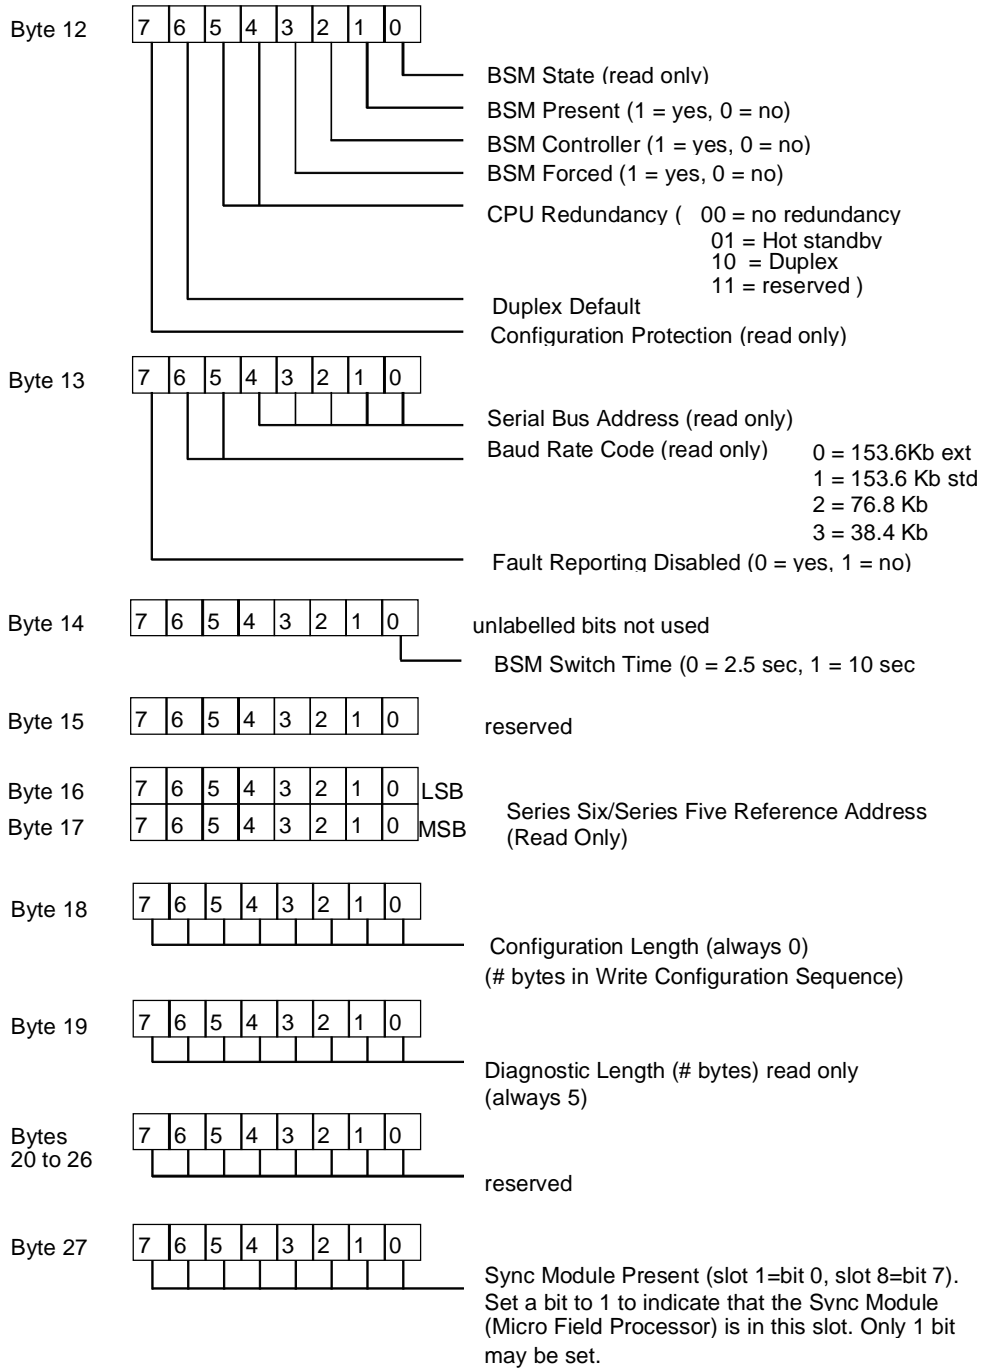 Byte 12 7 6 5 4 3 2 1 0
BSM State (read only)
BSM Present (1 = yes, 0 = no)
BSM Controller (1 = yes, 0 = no)
BSM Forced (1 = yes, 0 = no)
CPU Redundancy ( 00 = no redundancy
01 = Hot standby
10 = Duplex
11 = reserved )
Duplex Default
Configuration Protection (read only)
Byte 13 7 6 5 4 3 2 1 0
Serial Bus Address (read only)
Baud Rate Code (read only) 0 = 153.6Kb ext
1 = 153.6 Kb std
2 = 76.8 Kb
3 = 38.4 Kb
Fault Reporting Disabled (0 = yes, 1 = no)
Byte 14 7 6 5 4 3 2 1 0 unlabelled bits not used
BSM Switch Time (0 = 2.5 sec, 1 = 10 sec
Byte 15 7 6 5 4 3 2 1 0 reserved
Byte 16 7 6 5 4 3 2 1 0 LSB
Byte 17 7 6 5 4 3 2 1 0 MSB
Series Six/Series Five Reference Address
(Read Only)
Byte 18 7 6 5 4 3 2 1 0
Configuration Length (always 0)
(# bytes in Write Configuration Sequence)
Byte 19 7 6 5 4 3 2 1 0
Diagnostic Length (# bytes) read only
(always 5)
Bytes 7 6 5 4 3 2 1 0
20 to 26
reserved
Byte 27 7 6 5 4 3 2 1 0
Sync Module Present (slot 1=bit 0, slot 8=bit 7).
Set a bit to 1 to indicate that the Sync Module
(Micro Field Processor) is in this slot. Only 1 bit
may be set.